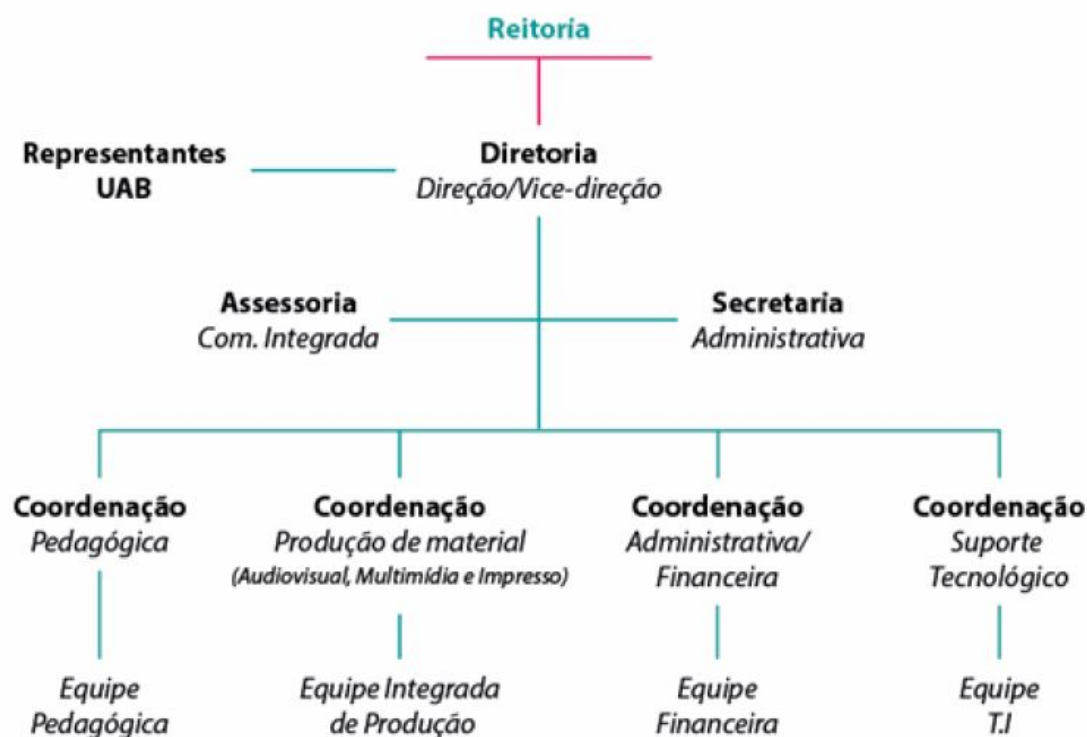 Reitoria
Representantes
UAB
Diretoria
Direção/Vice-direção
Assessoria
Com. Integrada
Secretaria
Administrativa
Coordenação
Pedagógica
Coordenação
Produção de material
(Audiovisual, Multimídia e Impresso)
Coordenação
Administrativa/
Financeira
Coordenação
Suporte
Tecnológico
Equipe
Pedagógica
Equipe Integrada
de Produção
Equipe
Financeira
Equipe
T.I